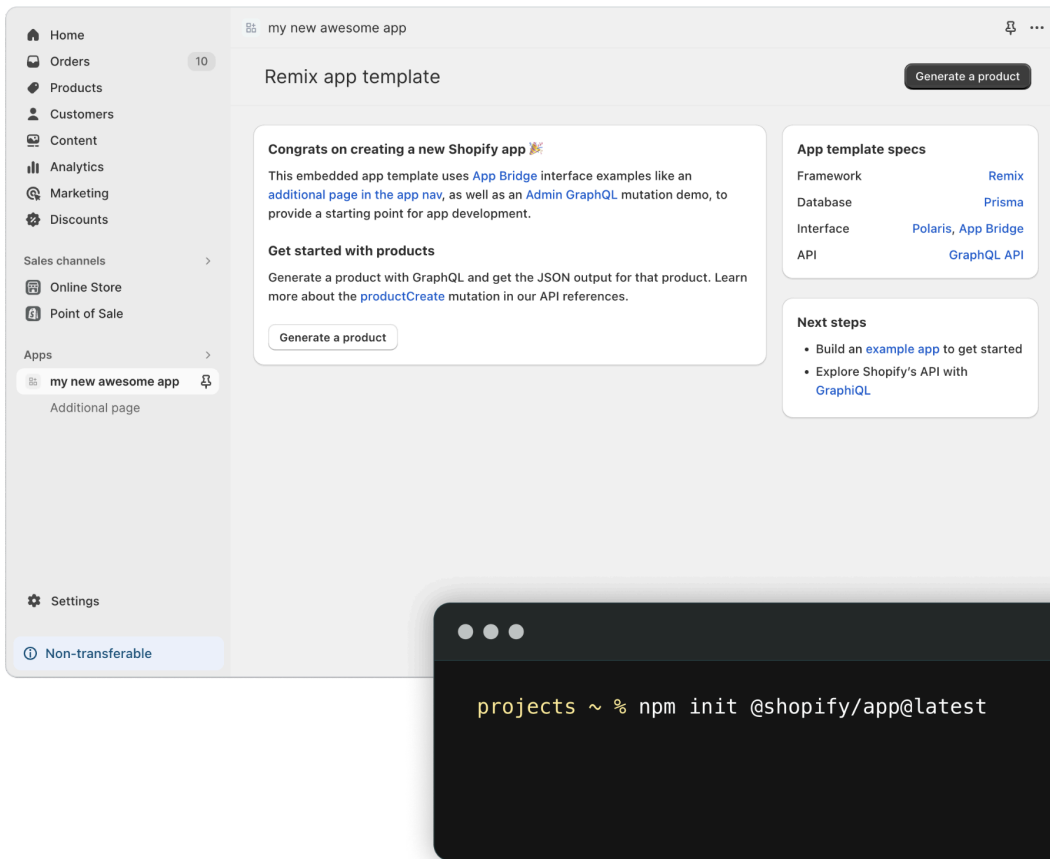 Home
Orders 10
Products
Customers
Content
Analytics
Marketing
Discounts
Sales channels
Online Store
Point of Sale
Apps
my new awesome app
Additional page
Settings
Non-transferable
my new awesome app
Remix app template
Generate a product
Congrats on creating a new Shopify app 🎉
This embedded app template uses App Bridge interface examples like an
additional page in the app nav, as well as an Admin GraphQL mutation demo, to
provide a starting point for app development.
Get started with products
Generate a product with GraphQL and get the JSON output for that product. Learn
more about the productCreate mutation in our API references.
Generate a product
App template specs
Framework Remix
Database Prisma
Interface Polaris, App Bridge
API GraphQL API
Next steps
• Build an example app to get started
• Explore Shopify's API with
GraphiQL
projects ~ % npm init @shopify/app@latest